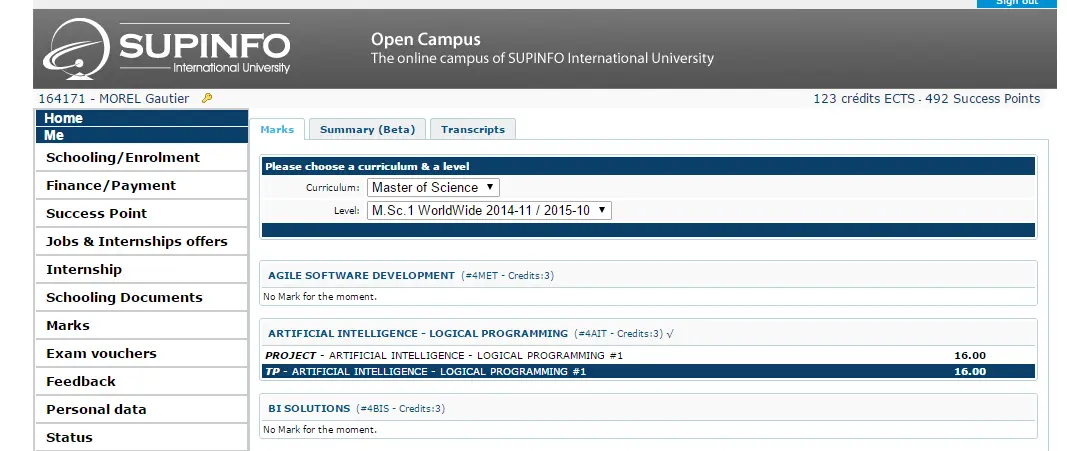 Sign out
SUPINFO
International University
Open Campus
The online campus of SUPINFO International University
164171 - MOREL Gautier
123 crédits ECTS - 492 Success Points
Home
Me
Schooling/Enrolment
Finance/Payment
Success Point
Jobs & Internships offers
Internship
Schooling Documents
Marks
Exam vouchers
Feedback
Personal data
Status
Marks Summary (Beta) Transcripts
Please choose a curriculum & a level
Curriculum: Master of Science
Level: M.Sc.1 WorldWide 2014-11 / 2015-10
AGILE SOFTWARE DEVELOPMENT (#4MET - Credits:3)
No Mark for the moment.
ARTIFICIAL INTELLIGENCE - LOGICAL PROGRAMMING (#4AIT - Credits:3) √
PROJECT - ARTIFICIAL INTELLIGENCE - LOGICAL PROGRAMMING #1 16.00
TP - ARTIFICIAL INTELLIGENCE - LOGICAL PROGRAMMING #1 16.00
BI SOLUTIONS (#4BIS - Credits:3)
No Mark for the moment.